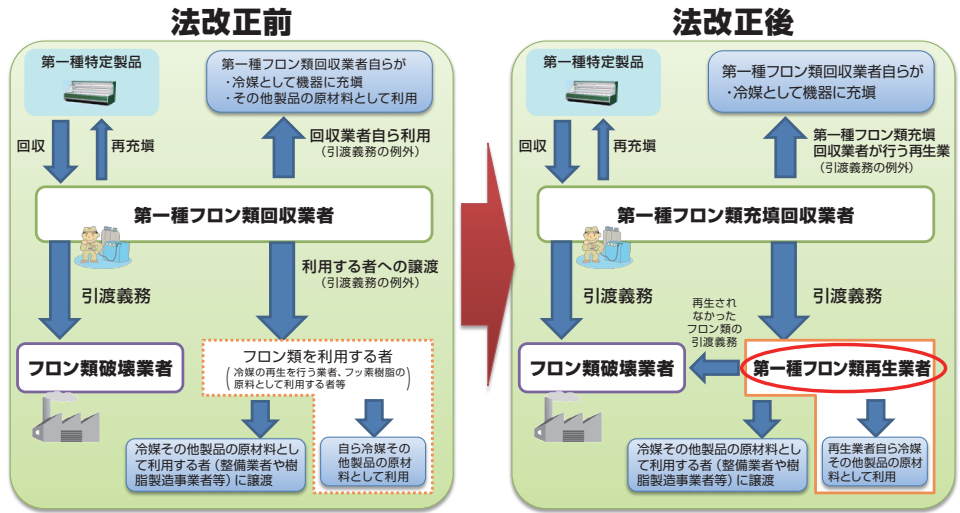 法改正前
第一種特定製品
第一種フロン類回収業者自らが
・冷媒として機器に充塡
・その他製品の原材料として利用
回収
再充塡
回収業者自ら利用
（引渡義務の例外）
第一種フロン類回収業者
引渡義務
利用する者への譲渡
（引渡義務の例外）
フロン類破壊業者
フロン類を利用する者
（冷媒の再生を行う業者、フッ素樹脂の
原料として利用する者等）
冷媒その他製品の原材料とし
て利用する者（整備業者や樹
脂製造事業者等）に譲渡
自ら冷媒その
他製品の原材
料として利用
法改正後
第一種特定製品
第一種フロン類回収業者自らが
・冷媒として機器に充塡
回収
再充塡
第一種フロン類充塡
回収業者が行う再生業
（引渡義務の例外）
第一種フロン類充塡回収業者
引渡義務
再生され
なかった
フロン類の
引渡義務
引渡義務
フロン類破壊業者
第一種フロン類再生業者
冷媒その他製品の原材料とし
て利用する者（整備業者や樹
脂製造事業者等）に譲渡
再生業者自ら冷媒
その他製品の原材
料として利用